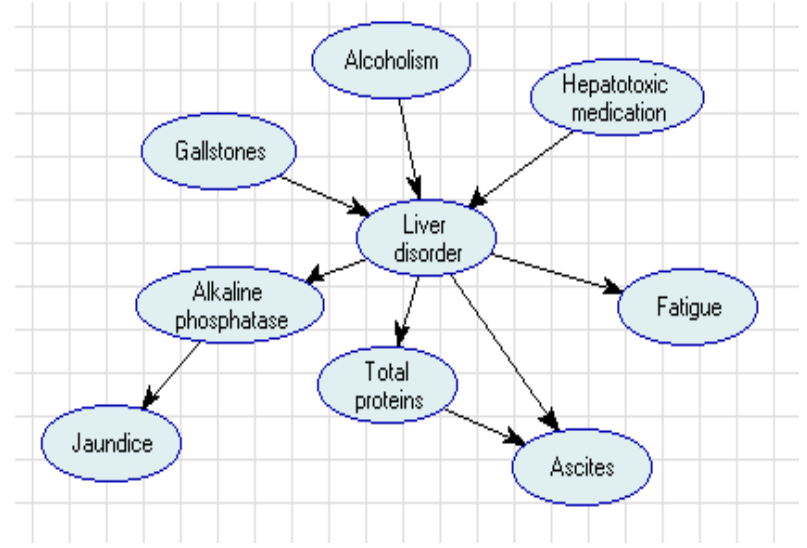 Alcoholism
Hepatotoxic
medication
Gallstones
Liver
disorder
Alkaline
phosphatase
Fatigue
Total
proteins
Jaundice
Ascites